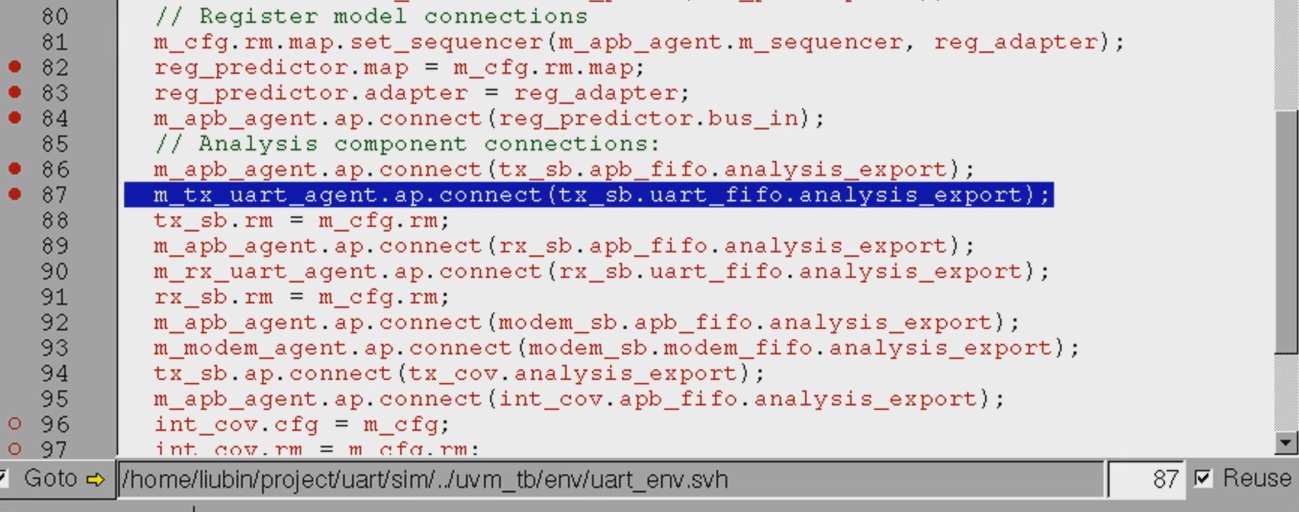 80 // Register model connections
81 m_cfg.rm.map.set_sequencer(m_apb_agent.m_sequencer, reg_adapter);
82 reg_predictor.map = m_cfg.rm.map;
83 reg_predictor.adapter = reg_adapter;
84 m_apb_agent.ap.connect(reg_predictor.bus_in);
85 // Analysis component connections:
86 m_apb_agent.ap.connect(tx_sb.apb_fifo.analysis_export);
87 m_tx_uart_agent.ap.connect(tx_sb.uart_fifo.analysis_export);
88 tx_sb.rm = m_cfg.rm;
89 m_apb_agent.ap.connect(rx_sb.apb_fifo.analysis_export);
90 m_rx_uart_agent.ap.connect(rx_sb.uart_fifo.analysis_export);
91 rx_sb.rm = m_cfg.rm;
92 m_apb_agent.ap.connect(modem_sb.apb_fifo.analysis_export);
93 m_modem_agent.ap.connect(modem_sb.modem_fifo.analysis_export);
94 tx_sb.ap.connect(tx_cov.analysis_export);
95 m_apb_agent.ap.connect(int_cov.apb_fifo.analysis_export);
96 int_cov.cfg = m_cfg;
97 int_cov.rm = m_cfg.rm;
Goto /home/liubin/project/uart/sim/../uvm_tb/env/uart_env.svh 87 Reuse